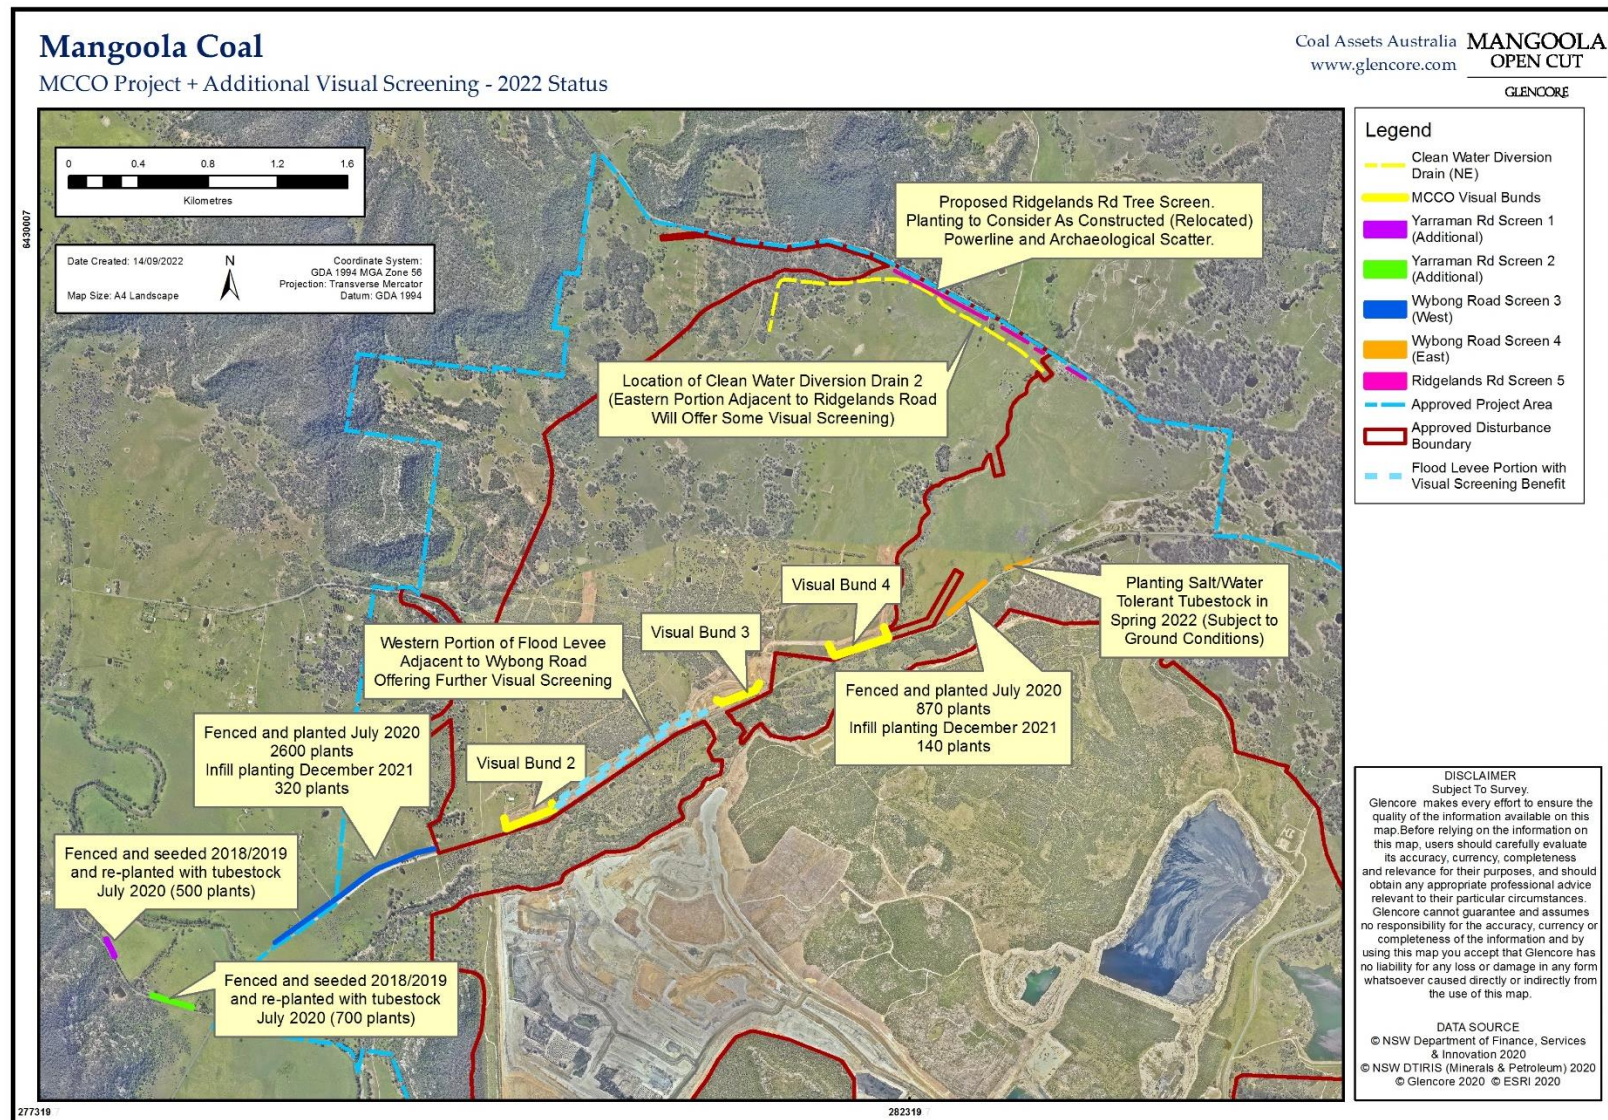 Mangoola Coal
MCCO Project + Additional Visual Screening - 2022 Status
Coal Assets Australia
www.glencore.com
MANGOOLA
OPEN CUT
GLENCORE
0 0.4 0.8 1.2 1.6
Kilometres
6430007
Date Created: 14/09/2022
Map Size: A4 Landscape
N
Coordinate System:
GDA 1994 MGA Zone 56
Projection: Transverse Mercator
Datum: GDA 1994
Proposed Ridgelands Rd Tree Screen.
Planting to Consider As Constructed (Relocated)
Powerline and Archaeological Scatter.
Location of Clean Water Diversion Drain 2
(Eastern Portion Adjacent to Ridgelands Road
Will Offer Some Visual Screening)
Visual Bund 4
Planting Salt/Water
Tolerant Tubestock in
Spring 2022 (Subject to
Ground Conditions)
Visual Bund 3
Western Portion of Flood Levee
Adjacent to Wybong Road
Offering Further Visual Screening
Fenced and planted July 2020
870 plants
Infill planting December 2021
140 plants
Fenced and planted July 2020
2600 plants
Infill planting December 2021
320 plants
Visual Bund 2
Fenced and seeded 2018/2019
and re-planted with tubestock
July 2020 (500 plants)
Fenced and seeded 2018/2019
and re-planted with tubestock
July 2020 (700 plants)
277319
282319
Legend
Clean Water Diversion
Drain (NE)
MCCO Visual Bunds
Yarraman Rd Screen 1
(Additional)
Yarraman Rd Screen 2
(Additional)
Wybong Road Screen 3
(West)
Wybong Road Screen 4
(East)
Ridgelands Rd Screen 5
Approved Project Area
Approved Disturbance
Boundary
Flood Levee Portion with
Visual Screening Benefit
DISCLAIMER
Subject To Survey.
Glencore makes every effort to ensure the
quality of the information available on this
map.Before relying on the information on
this map, users should carefully evaluate
its accuracy, currency, completeness
and relevance for their purposes, and should
obtain any appropriate professional advice
relevant to their particular circumstances.
Glencore cannot guarantee and assumes
no responsibility for the accuracy, currency or
completeness of the information and by
using this map you accept that Glencore has
no liability for any loss or damage in any form
whatsoever caused directly or indirectly from
the use of this map.
DATA SOURCE
© NSW Department of Finance, Services
& Innovation 2020
© NSW DTIRIS (Minerals & Petroleum) 2020
© Glencore 2020 © ESRI 2020